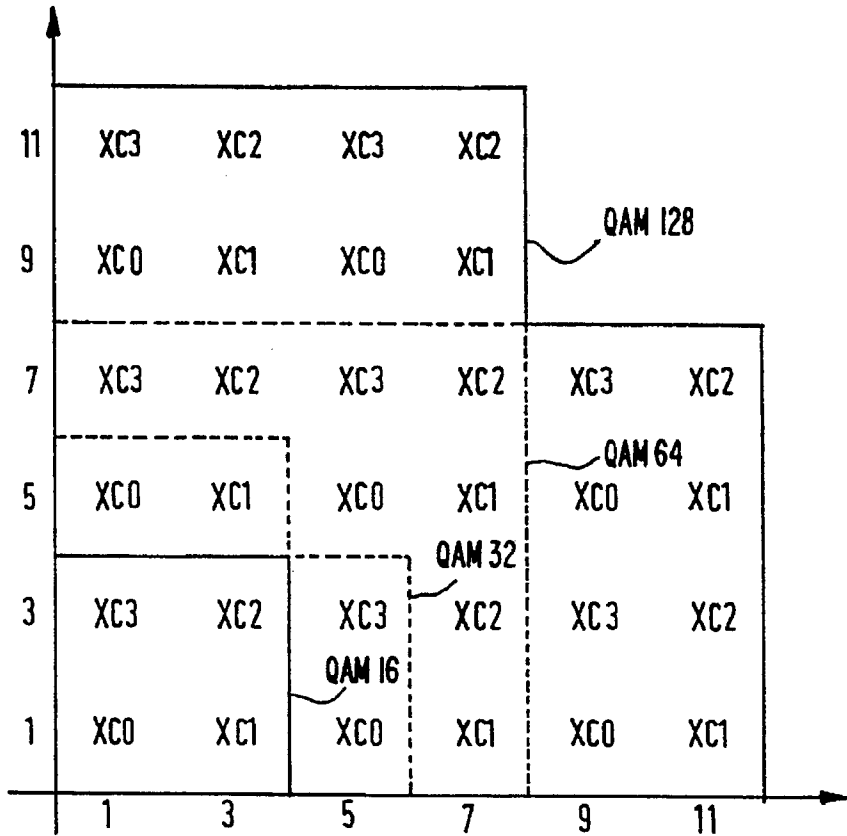 11 XC3 XC2 XC3 XC2
QAM 128
9 XC0 XC1 XC0 XC1
7 XC3 XC2 XC3 XC2 XC3 XC2
QAM 64
5 XC0 XC1 XC0 XC1 XC0 XC1
QAM 32
3 XC3 XC2 XC3 XC2 XC3 XC2
QAM 16
1 XC0 XC1 XC0 XC1 XC0 XC1
1 3 5 7 9 11